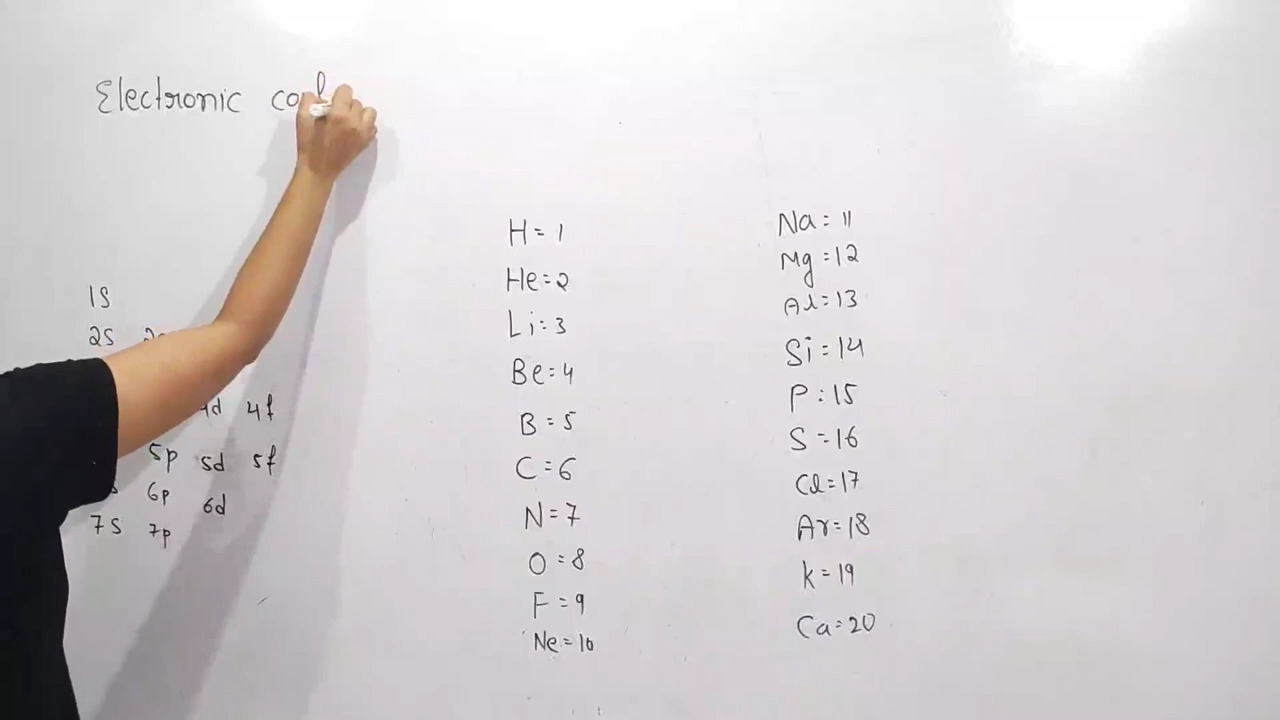 Electronic
1S
2S
4f
5p 5d 5f
6p 6d
7S 7p
H = 1
He = 2
Li = 3
Be = 4
B = 5
C = 6
N = 7
O = 8
F = 9
Ne = 10
Na = 11
Mg = 12
Al = 13
Si = 14
P = 15
S = 16
Cl = 17
Ar = 18
K = 19
Ca = 20